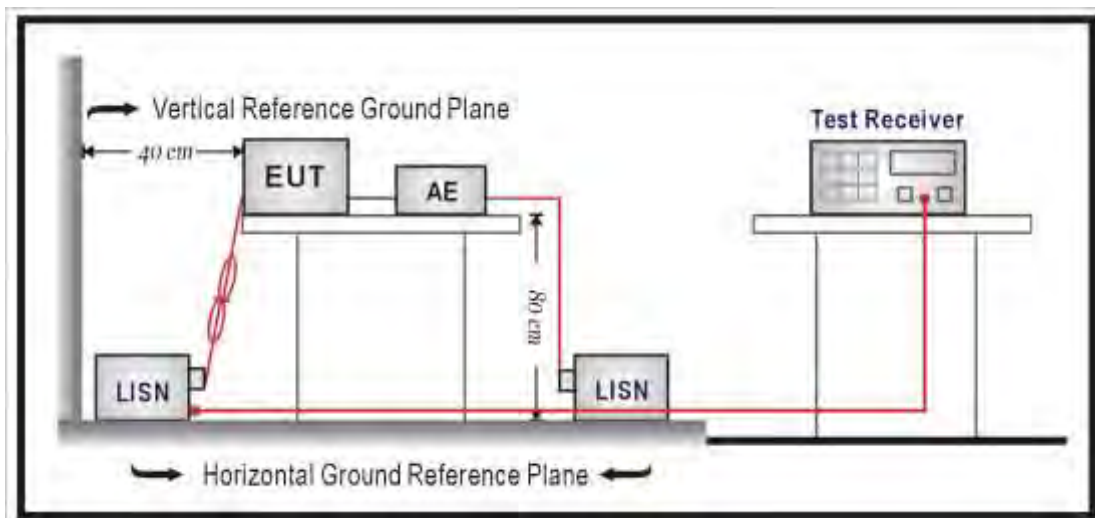 Vertical Reference Ground Plane
Test Receiver
40 cm
EUT
AE
80 cm
LISN
LISN
Horizontal Ground Reference Plane